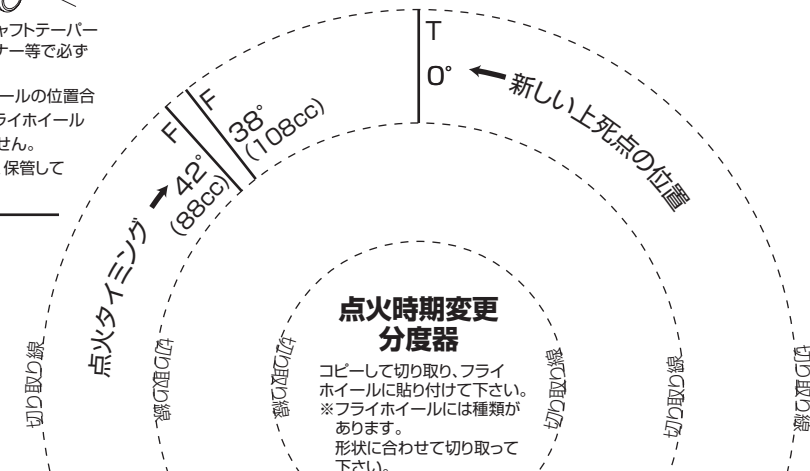 ャフトテーパー
ナー等で必ず
ールの位置合
ライホイール
せん。
保管して
T
0°
新しい上死点の位置
F
38°
(108cc)
F
42°
(88cc)
点火タイミング
点火時期変更
分度器
コピーして切り取り、フライ
ホイールに貼り付けて下さい。
※フライホイールには種類が
あります。
形状に合わせて切り取って
下さい。
切り取り線
切り取り線
切り取り線
切り取り線
切り取り線
切り取り線